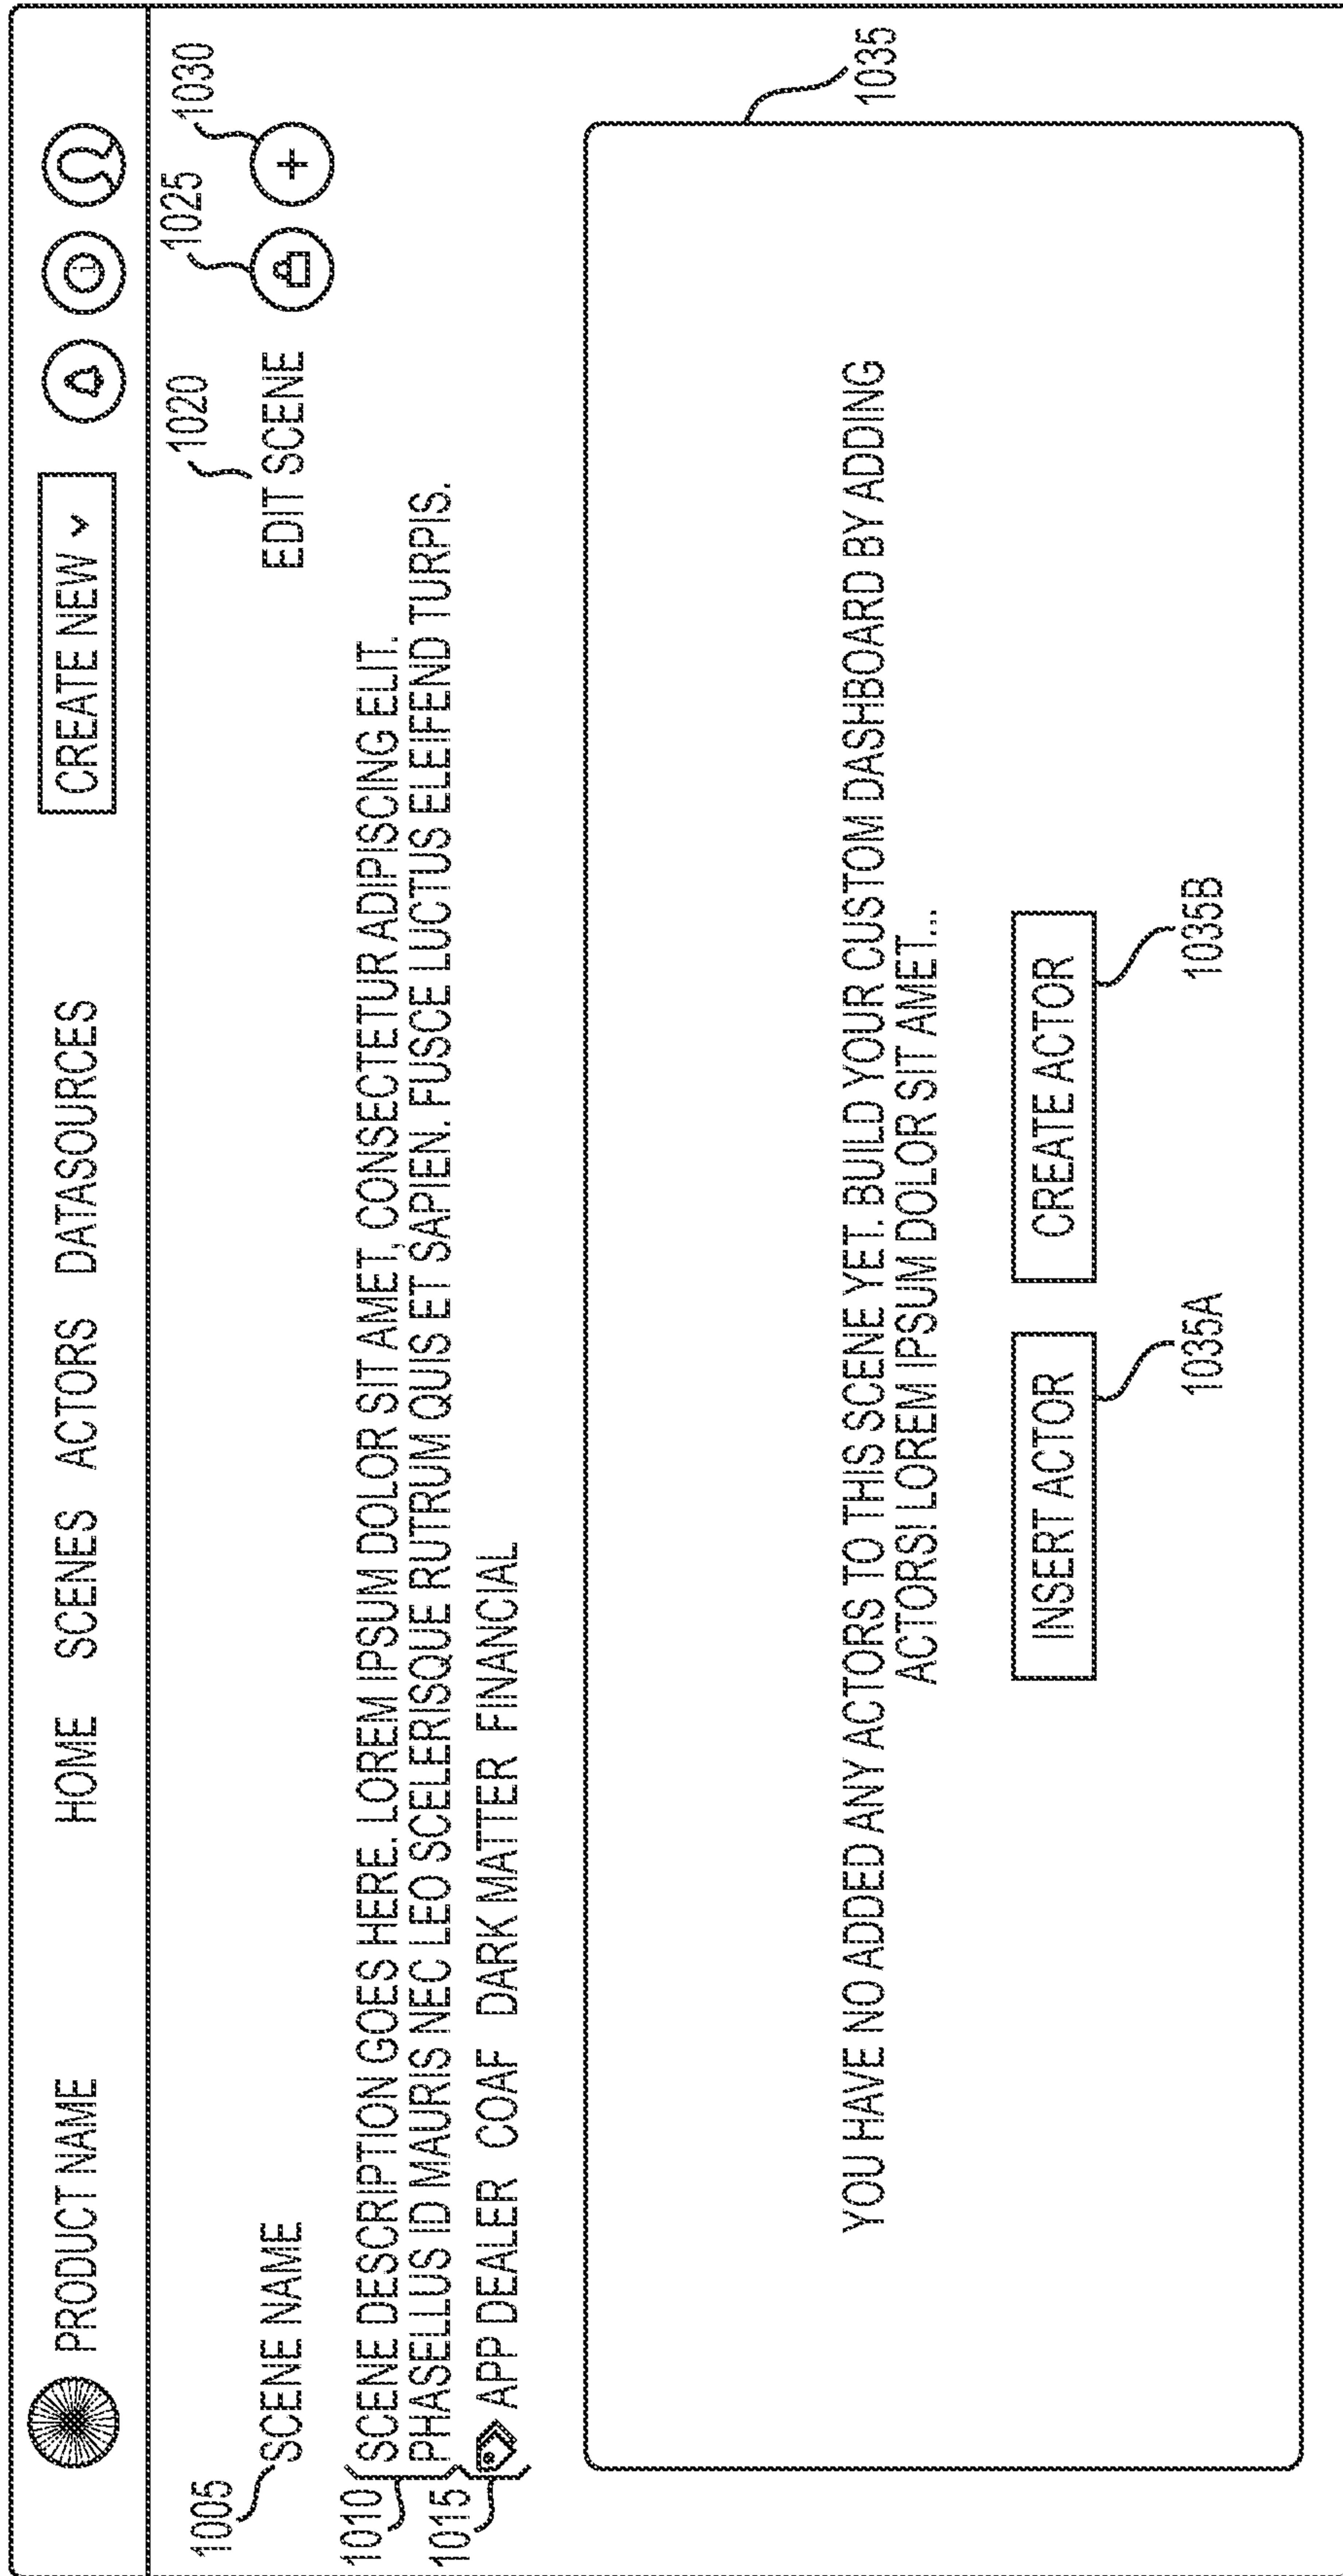 PRODUCT NAME HOME SCENES ACTORS DATASOURCES CREATE NEW
1005 SCENE NAME 1020 EDIT SCENE 1025 1030
1010 SCENE DESCRIPTION GOES HERE. LOREM IPSUM DOLOR SIT AMET, CONSECTETUR ADIPISCING ELIT.
PHASELLUS ID MAURIS NEC LEO SCELERISQUE RUTRUM QUIS ET SAPIEN. FUSCE LUCTUS ELEIFEND TURPIS.
1015 APP DEALER COAF DARK MATTER FINANCIAL
1035
YOU HAVE NO ADDED ANY ACTORS TO THIS SCENE YET. BUILD YOUR CUSTOM DASHBOARD BY ADDING
ACTORS! LOREM IPSUM DOLOR SIT AMET...
INSERT ACTOR CREATE ACTOR
1035A 1035B